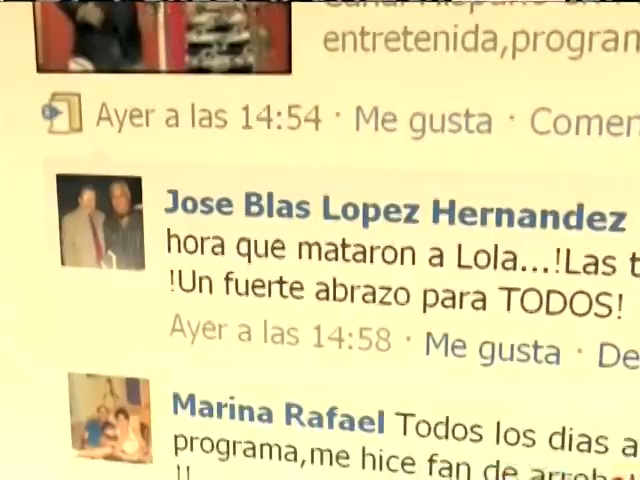 entretenida,program
Ayer a las 14:54 · Me gusta · Comen
Jose Blas Lopez Hernandez
hora que mataron a Lola...!Las t
!Un fuerte abrazo para TODOS!
Ayer a las 14:58 · Me gusta · De
Marina Rafael Todos los dias a
programa,me hice fan de arrob
!!